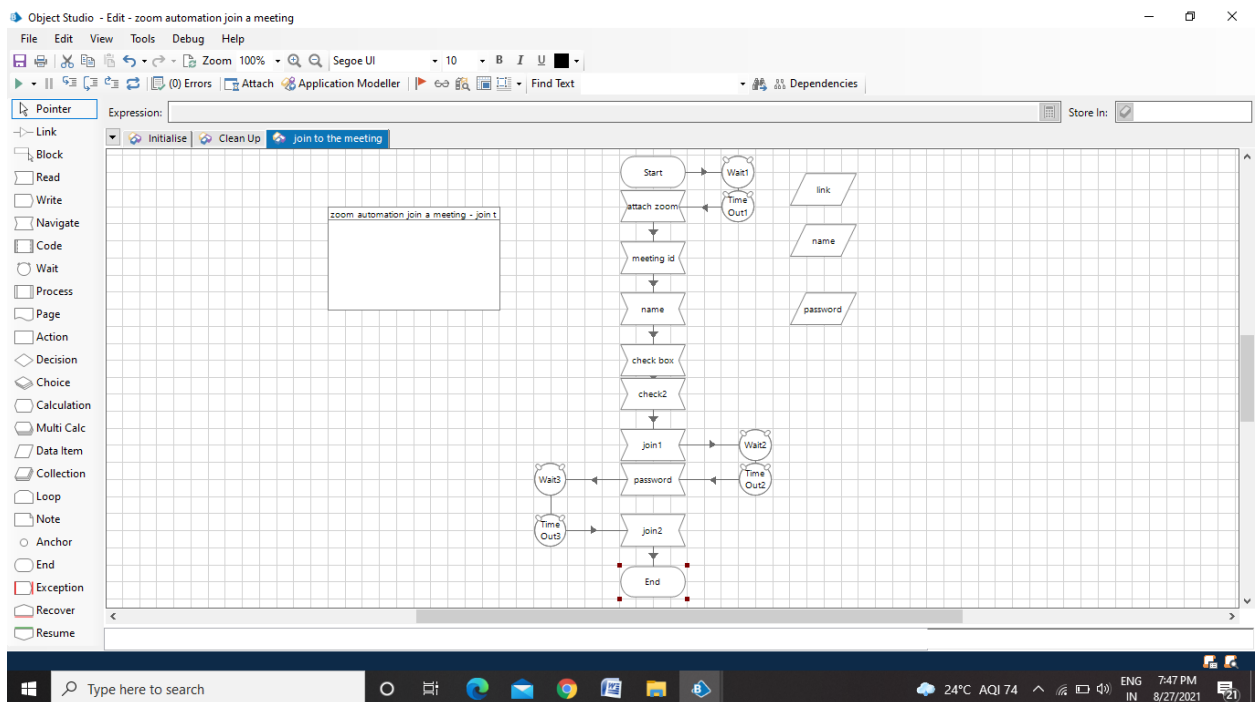 Object Studio - Edit - zoom automation join a meeting
File Edit View Tools Debug Help
Zoom 100% Segoe UI 10 B I U
(0) Errors Attach Application Modeller Find Text Dependencies
Pointer
Expression: Store In:
Link
Initialise Clean Up join to the meeting
Block
Read
Write
Navigate
Code
Wait
Process
Page
Action
Decision
Choice
Calculation
Multi Calc
Data Item
Collection
Loop
Note
Anchor
End
Exception
Recover
Resume
zoom automation join a meeting - join t
Start
Wait1
link
attach zoom
Time
Out1
name
meeting id
name
password
check box
check2
join1
Wait2
Wait3
password
Time
Out2
Time
Out3
join2
End
Type here to search
24°C AQI 74
ENG
IN
7:47 PM
8/27/2021
21